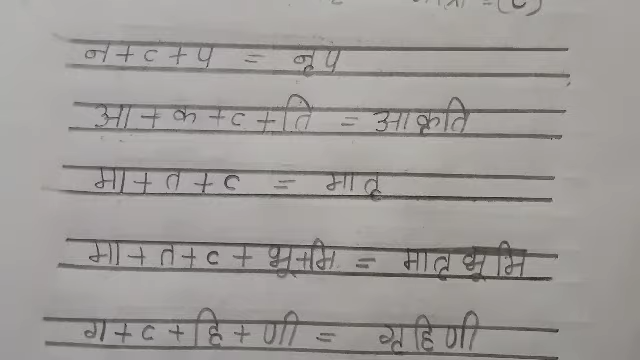 मात्रा = (ृ)
न + ृ + प = नृप
आ + क + ृ + ति = आकृति
मा + त + ृ = मातृ
मा + त + ृ + भू + मि = मातृभूमि
ग + ृ + हि + णी = गृहिणी